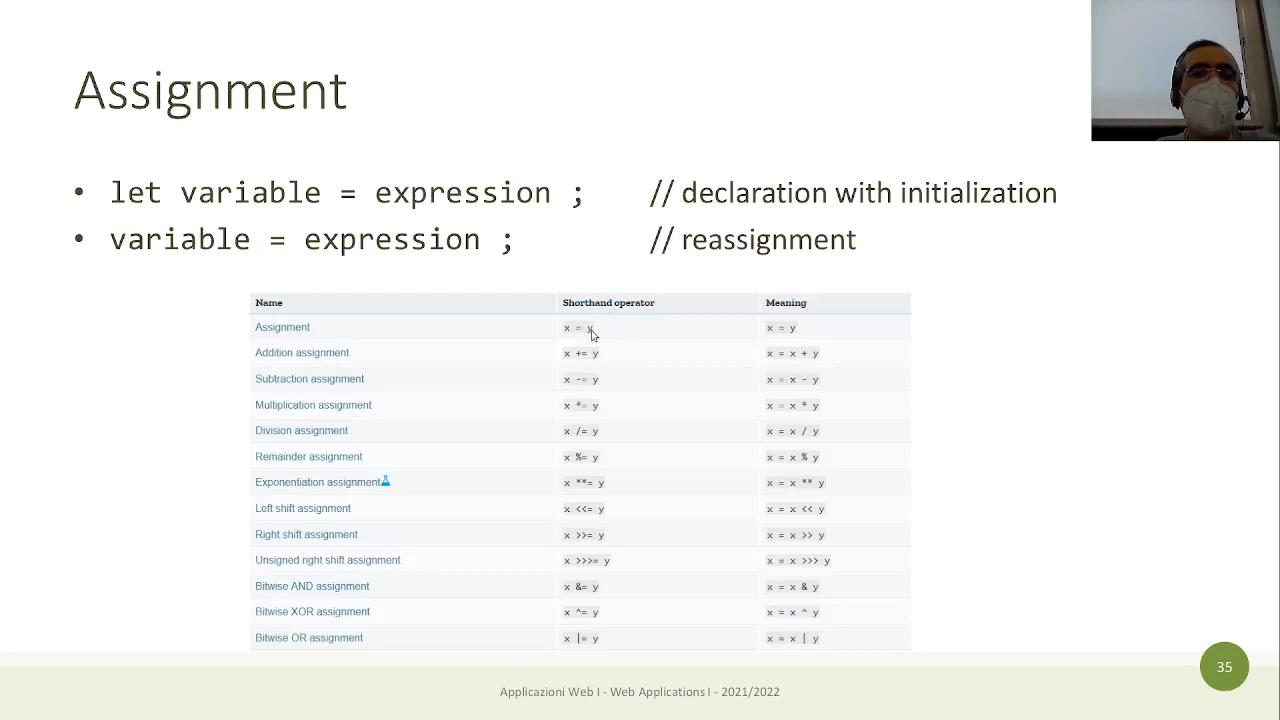 Assignment
• let variable = expression ; // declaration with initialization
• variable = expression ; // reassignment
Name Shorthand operator Meaning
Assignment x = y x = y
Addition assignment x += y x = x + y
Subtraction assignment x -= y x = x - y
Multiplication assignment x *= y x = x * y
Division assignment x /= y x = x / y
Remainder assignment x %= y x = x % y
Exponentiation assignment x **= y x = x ** y
Left shift assignment x <<= y x = x << y
Right shift assignment x >>= y x = x >> y
Unsigned right shift assignment x >>>= y x = x >>> y
Bitwise AND assignment x &= y x = x & y
Bitwise XOR assignment x ^= y x = x ^ y
Bitwise OR assignment x |= y x = x | y
35
Applicazioni Web I - Web Applications I - 2021/2022